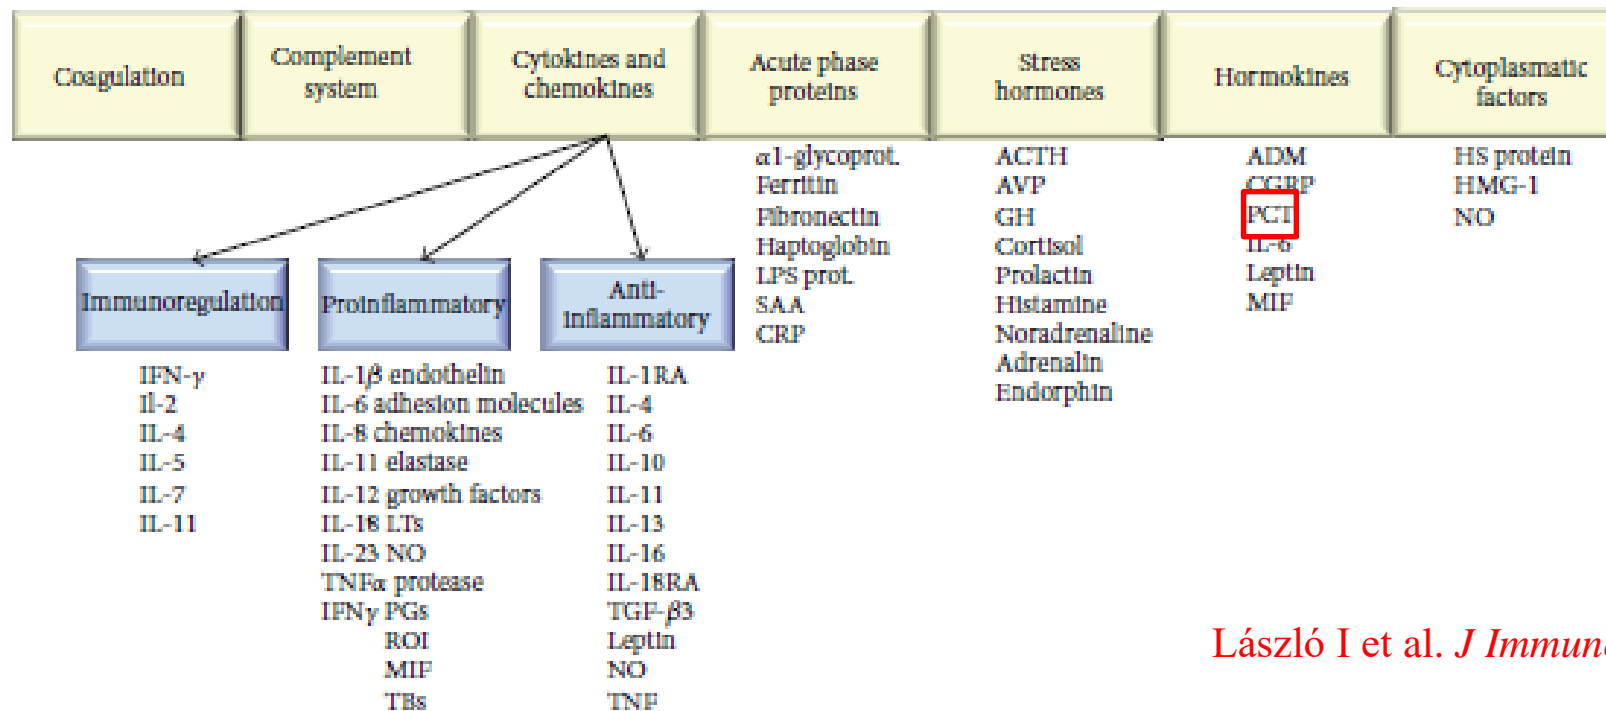 Coagulation
Complement
system
Cytokines and
chemokines
Acute phase
proteins
Stress
hormones
Hormokines
Cytoplasmatic
factors
α1-glycoprot.
Ferritin
Fibronectin
Haptoglobin
LPS prot.
SAA
CRP
ACTH
AVP
GH
Cortisol
Prolactin
Histamine
Noradrenaline
Adrenalin
Endorphin
ADM
CGRP
PCT
IL-6
Leptin
MIF
HS protein
HMG-1
NO
Immunoregulation
IFN-γ
Il-2
IL-4
IL-5
IL-7
IL-11
Proinflammatory
IL-1β endothelin
IL-6 adhesion molecules
IL-8 chemokines
IL-11 elastase
IL-12 growth factors
IL-18 LTs
IL-23 NO
TNFα protease
IFNγ PGs
ROI
MIF
TBs
Anti-
inflammatory
IL-1RA
IL-4
IL-6
IL-10
IL-11
IL-13
IL-16
IL-18RA
TGF-β3
Leptin
NO
TNF
László I et al. J Immun